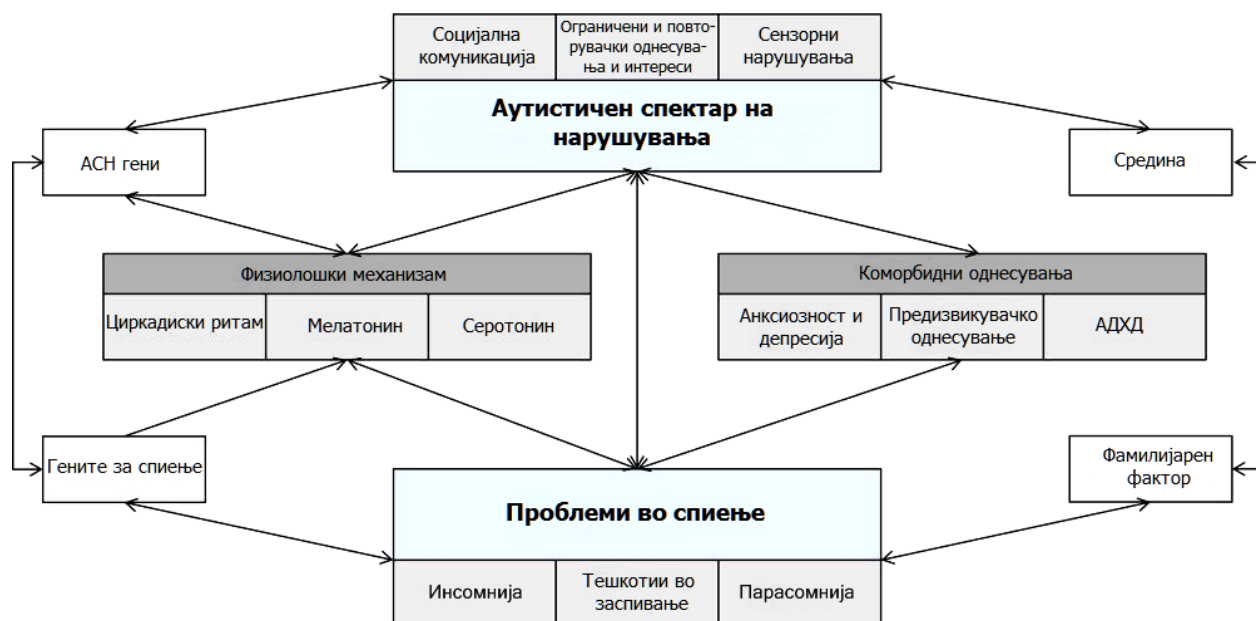 Социјална
комуникација
Ограничени и повто-
рувачки однесува-
ња и интереси
Сензорни
нарушувања
Аутистичен спектар на
нарушувања
АСН гени
Средина
Физиолошки механизам
Циркадиски ритам
Мелатонин
Серотонин
Коморбидни однесувања
Анксиозност и
депресија
Предизвикувачко
однесување
АДХД
Гените за спиење
Фамилијарен
фактор
Проблеми во спиење
Инсомнија
Тешкотии во
заспивање
Парасомнија